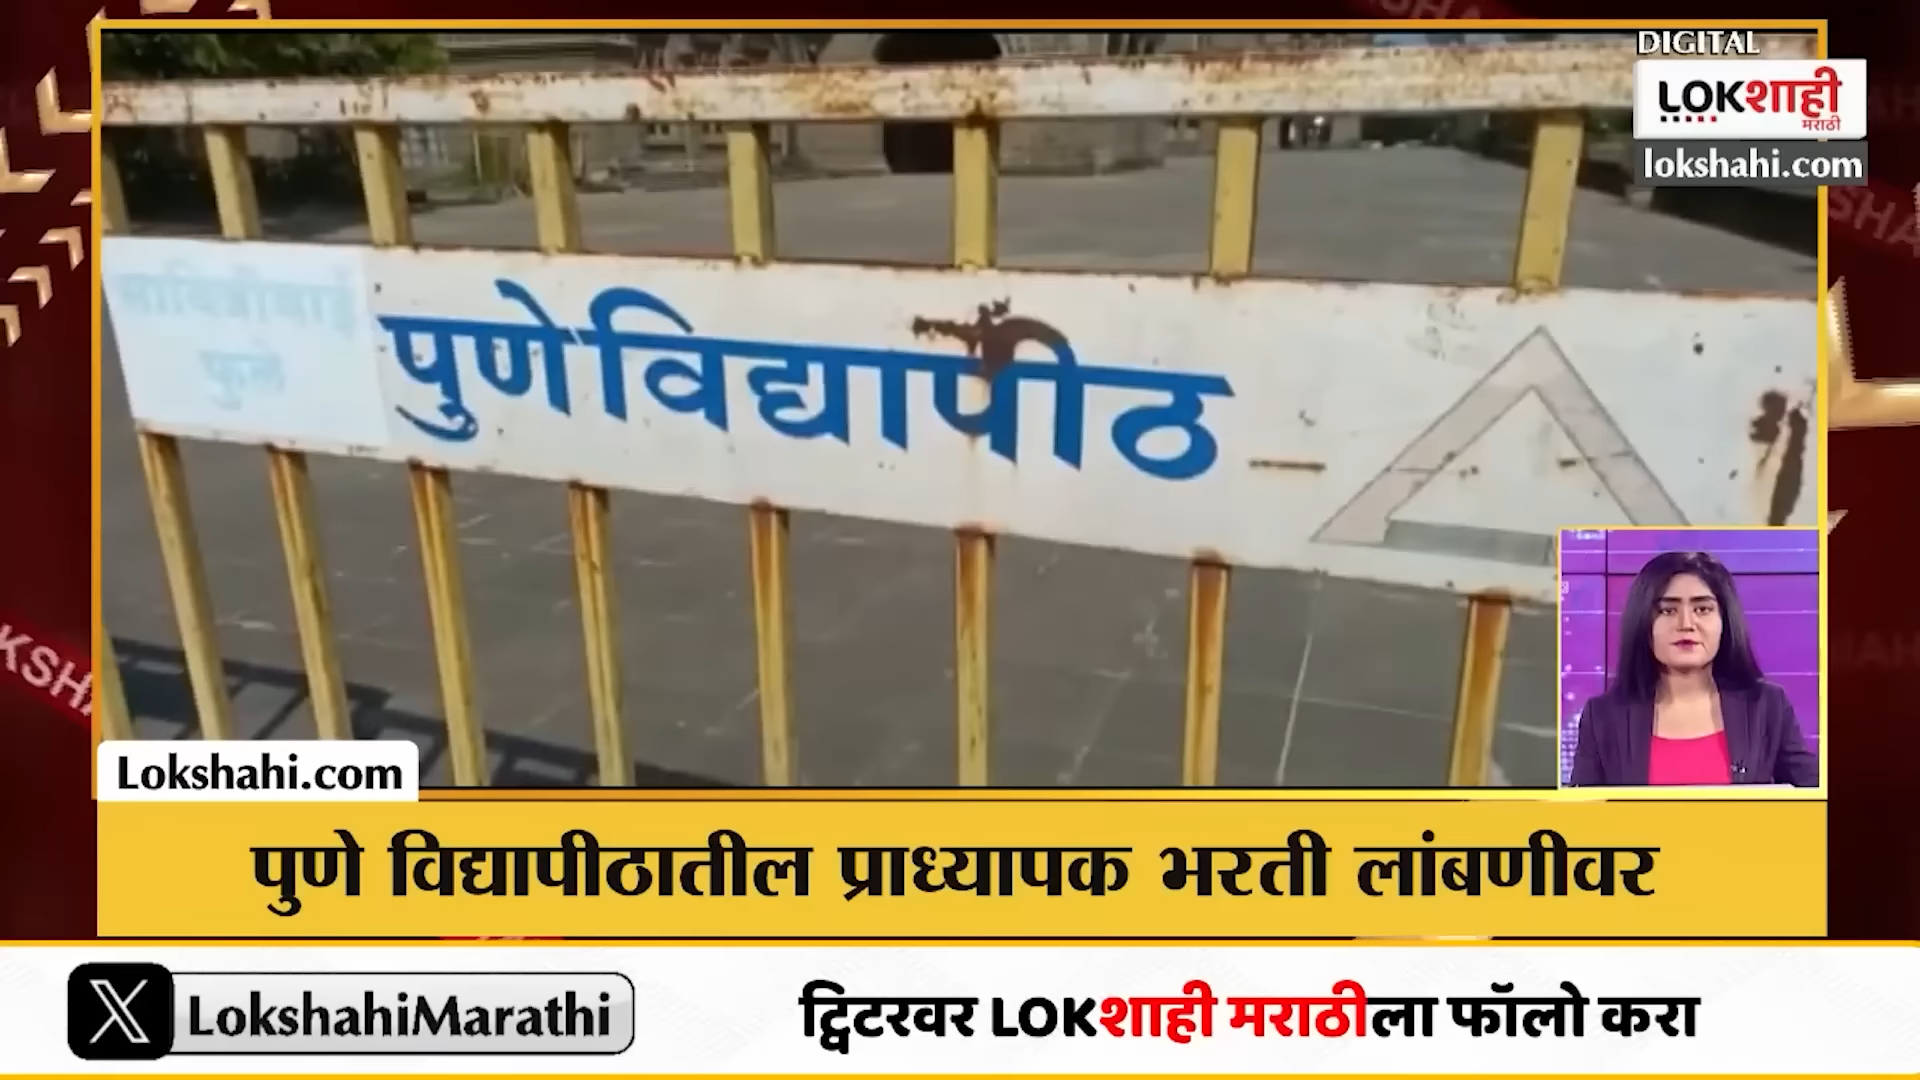 DIGITAL
LOKशाही
मराठी
lokshahi.com
सावित्रीबाई
फुले
पुणे विद्यापीठ
Lokshahi.com
पुणे विद्यापीठातील प्राध्यापक भरती लांबणीवर
X LokshahiMarathi
ट्विटरवर LOKशाही मराठीला फॉलो करा